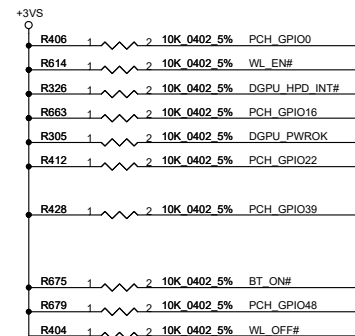 +3VS
R406 1 2 10K_0402_5% PCH_GPIO0
R614 1 2 10K_0402_5% WL_EN#
R326 1 2 10K_0402_5% DGPU_HPD_INT#
R663 1 2 10K_0402_5% PCH_GPIO16
R305 1 2 10K_0402_5% DGPU_PWROK
R412 1 2 10K_0402_5% PCH_GPIO22
R428 1 2 10K_0402_5% PCH_GPIO39
R675 1 2 10K_0402_5% BT_ON#
R679 1 2 10K_0402_5% PCH_GPIO48
R404 1 2 10K_0402_5% WL_OFF#